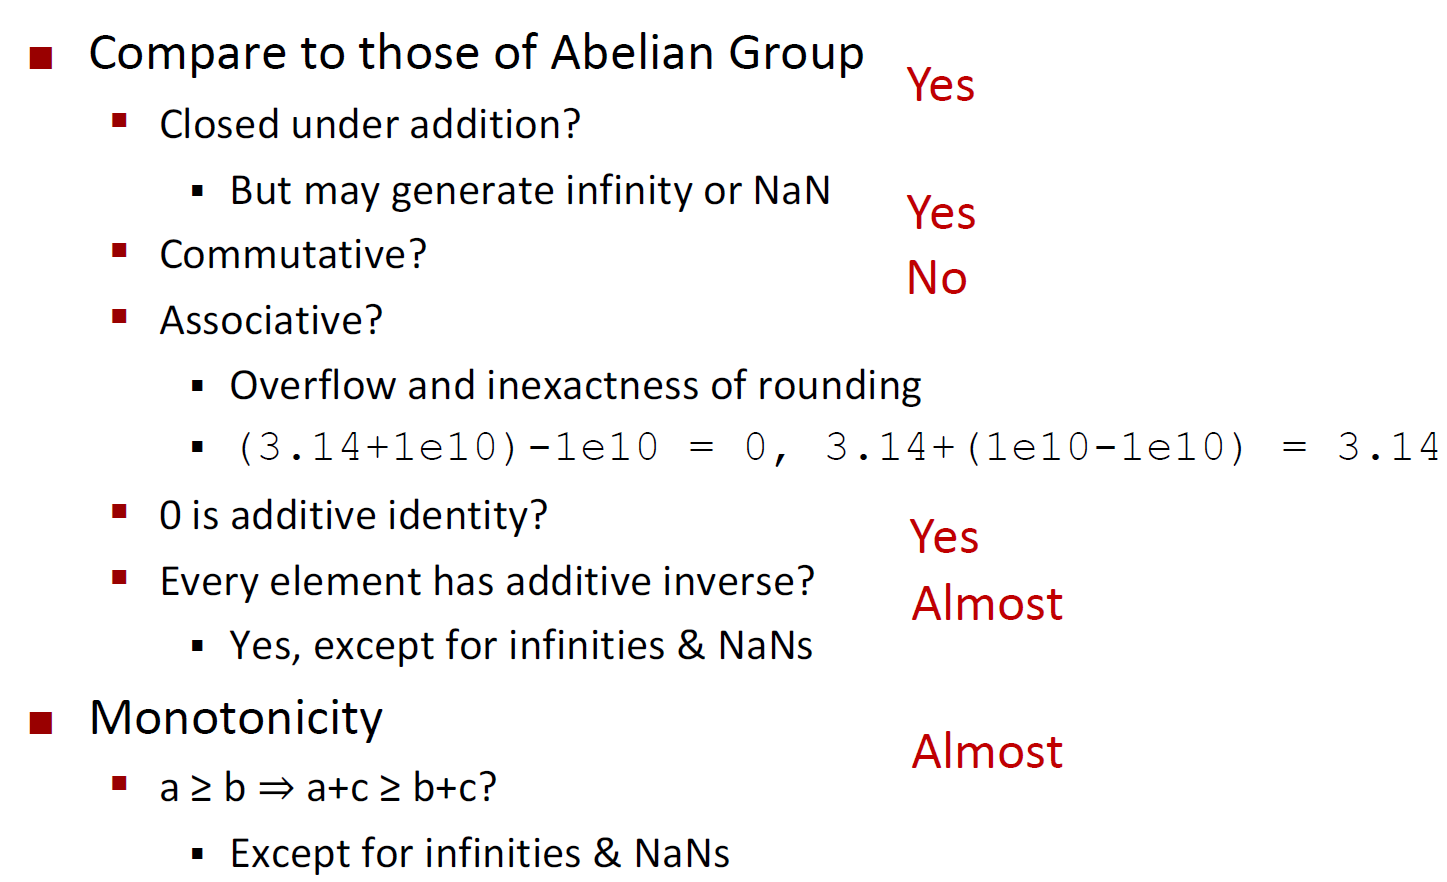 Compare to those of Abelian Group
Yes
Closed under addition?
But may generate infinity or NaN
Yes
Commutative?
No
Associative?
Overflow and inexactness of rounding
(3.14+1e10)-1e10 = 0, 3.14+(1e10-1e10) = 3.14
0 is additive identity?
Yes
Every element has additive inverse?
Almost
Yes, except for infinities & NaNs
Monotonicity
Almost
a ≥ b ⇒ a+c ≥ b+c?
Except for infinities & NaNs